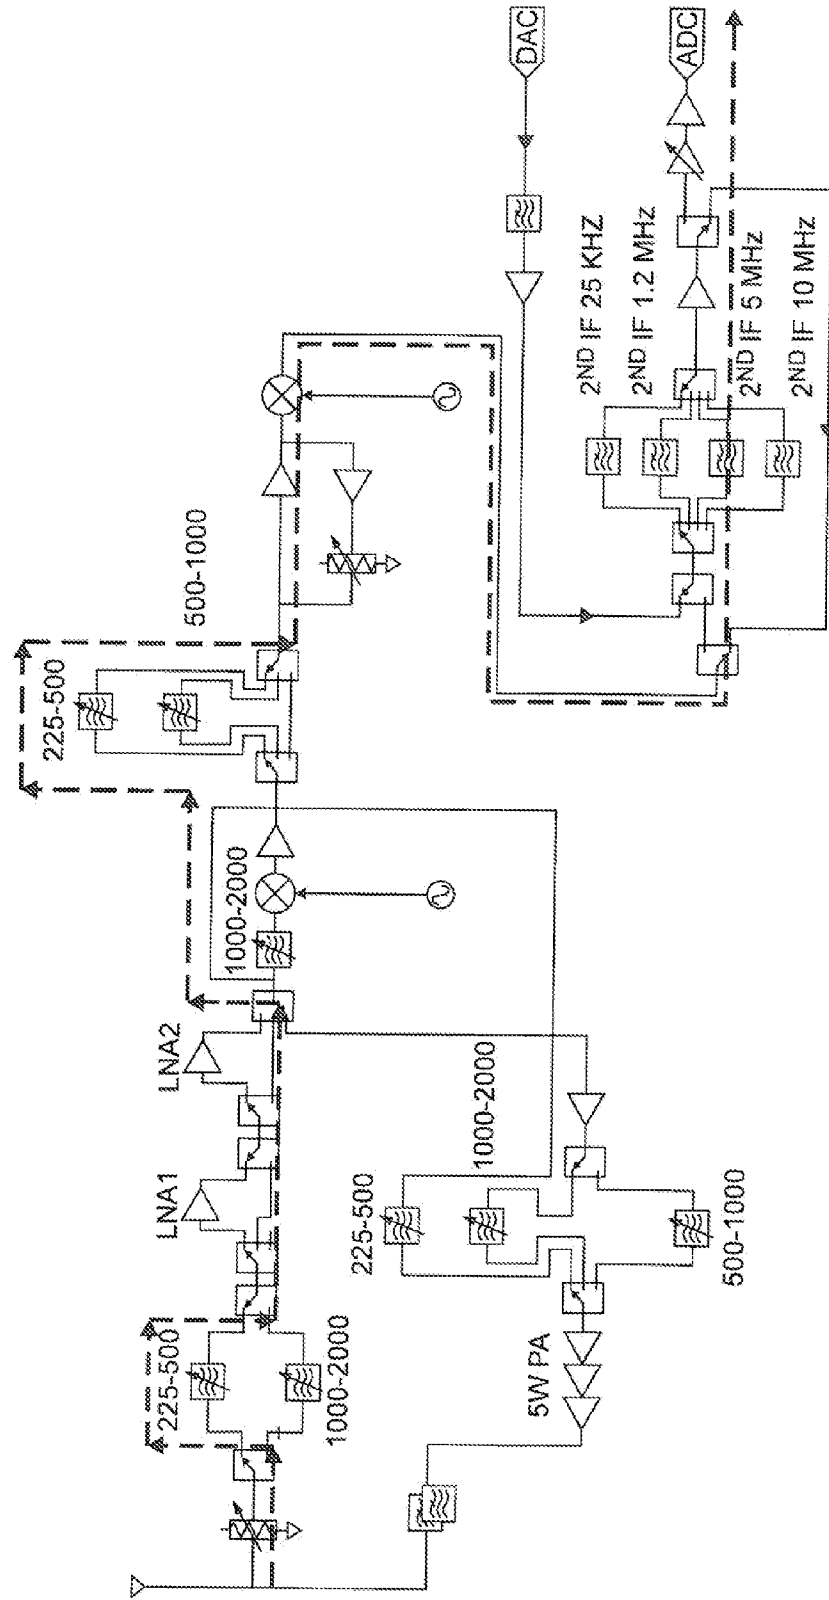 225-500
1000-2000
LNA1
LNA2
1000-2000
225-500
500-1000
5W PA
225-500
1000-2000
500-1000
DAC
ADC
2ND IF 25 KHZ
2ND IF 1.2 MHz
2ND IF 5 MHz
2ND IF 10 MHz